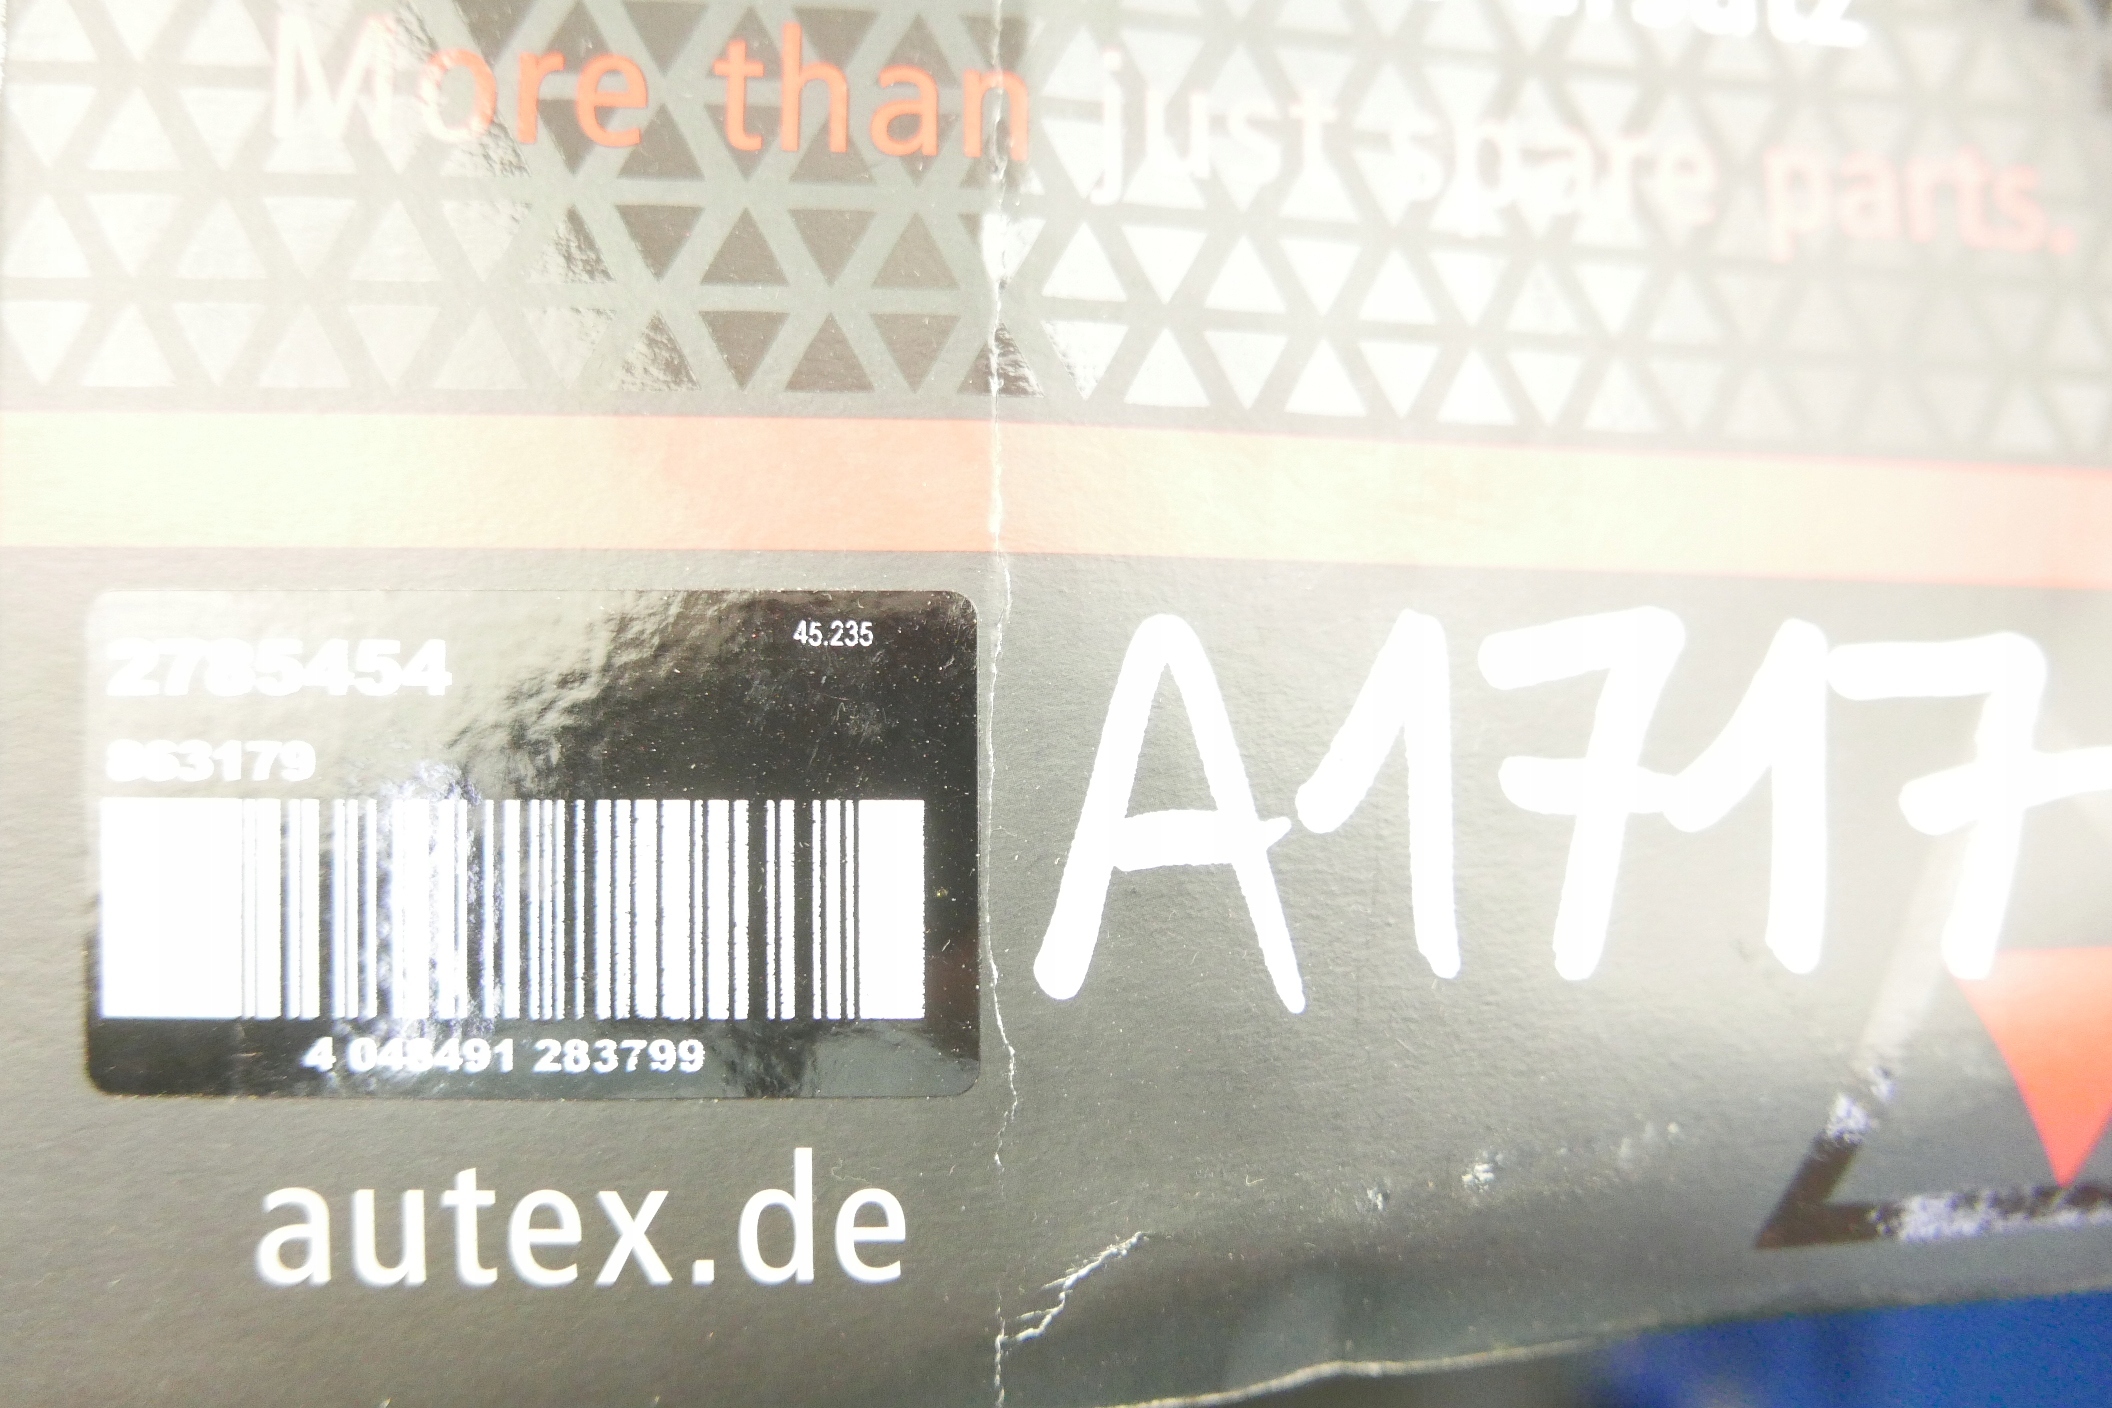 More than just spare parts.
45.235
2785454
863179
4 048491 283799
A1717
autex.de